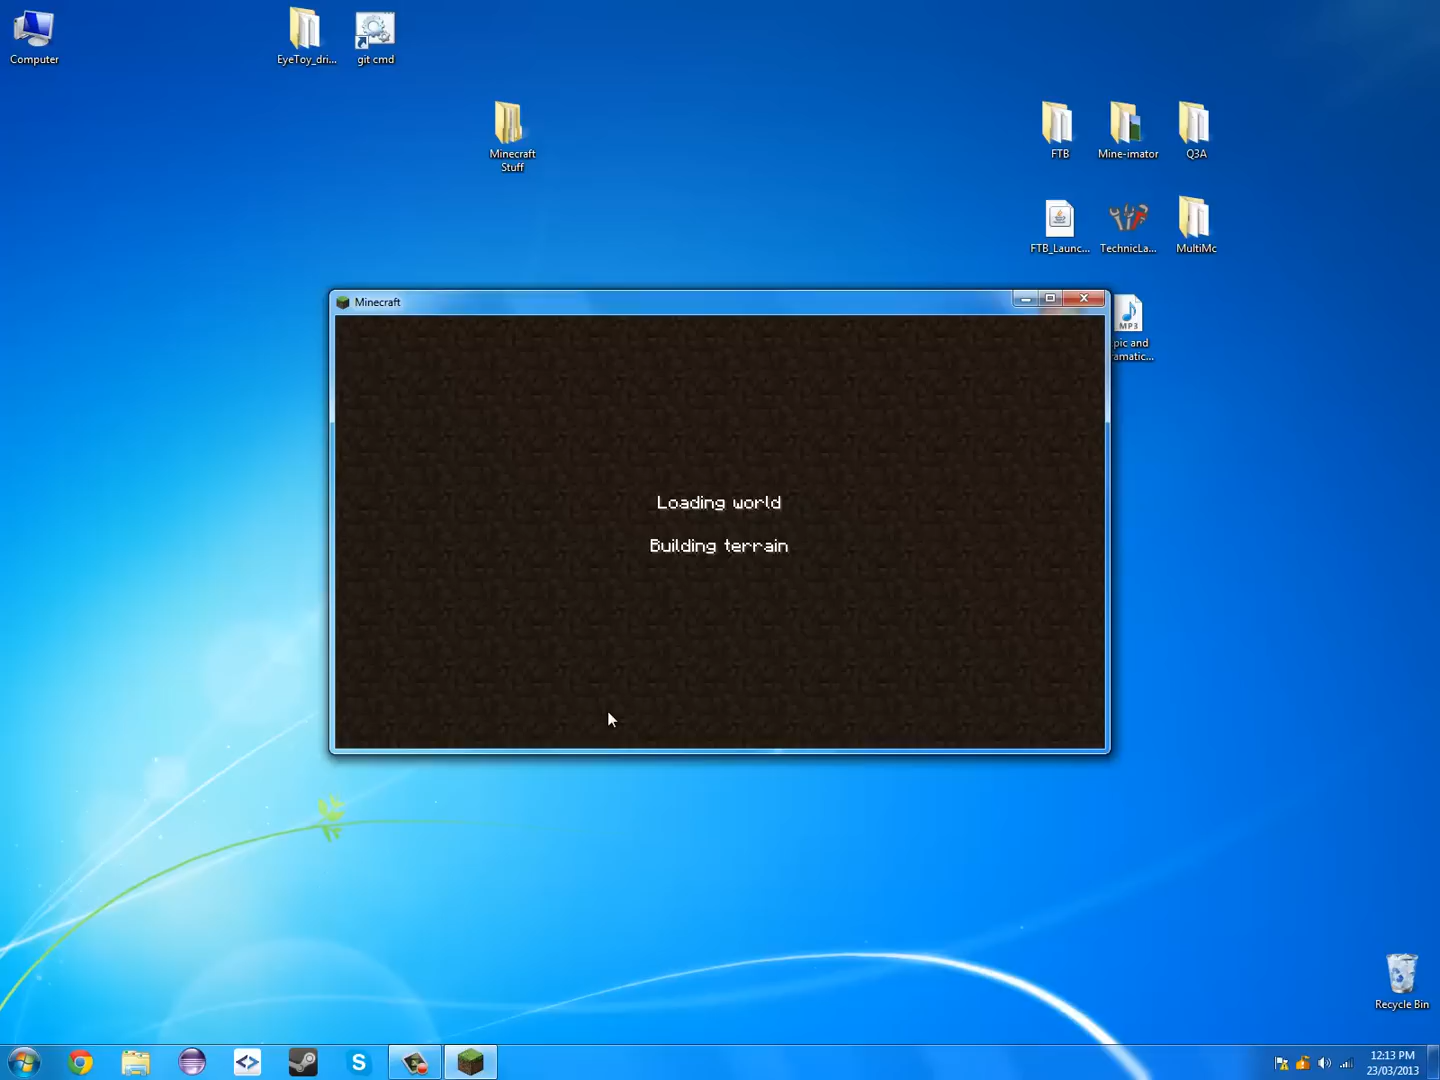 Computer
EyeToy_dri...
git cmd
Minecraft
Stuff
FTB
Mine-imator
Q3A
FTB_Launc...
TechnicLa...
MultiMc
Minecraft
MP3
pic and
ramatic...
Loading world
Building terrain
Recycle Bin
S
12:13 PM
23/03/2013